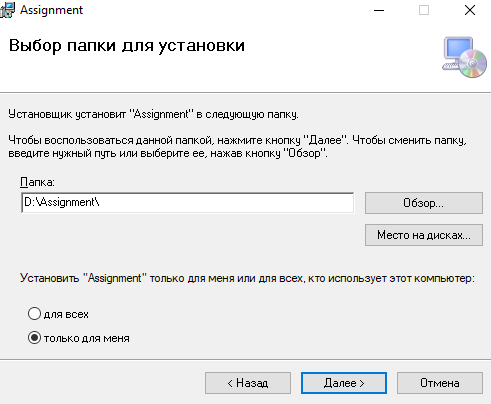 Assignment
Выбор папки для установки
Установщик установит "Assignment" в следующую папку.
Чтобы воспользоваться данной папкой, нажмите кнопку "Далее". Чтобы сменить папку,
введите нужный путь или выберите ее, нажав кнопку "Обзор".
Папка:
D:\Assignment\
Обзор...
Место на дисках...
Установить "Assignment" только для меня или для всех, кто использует этот компьютер:
для всех
только для меня
< Назад
Далее >
Отмена